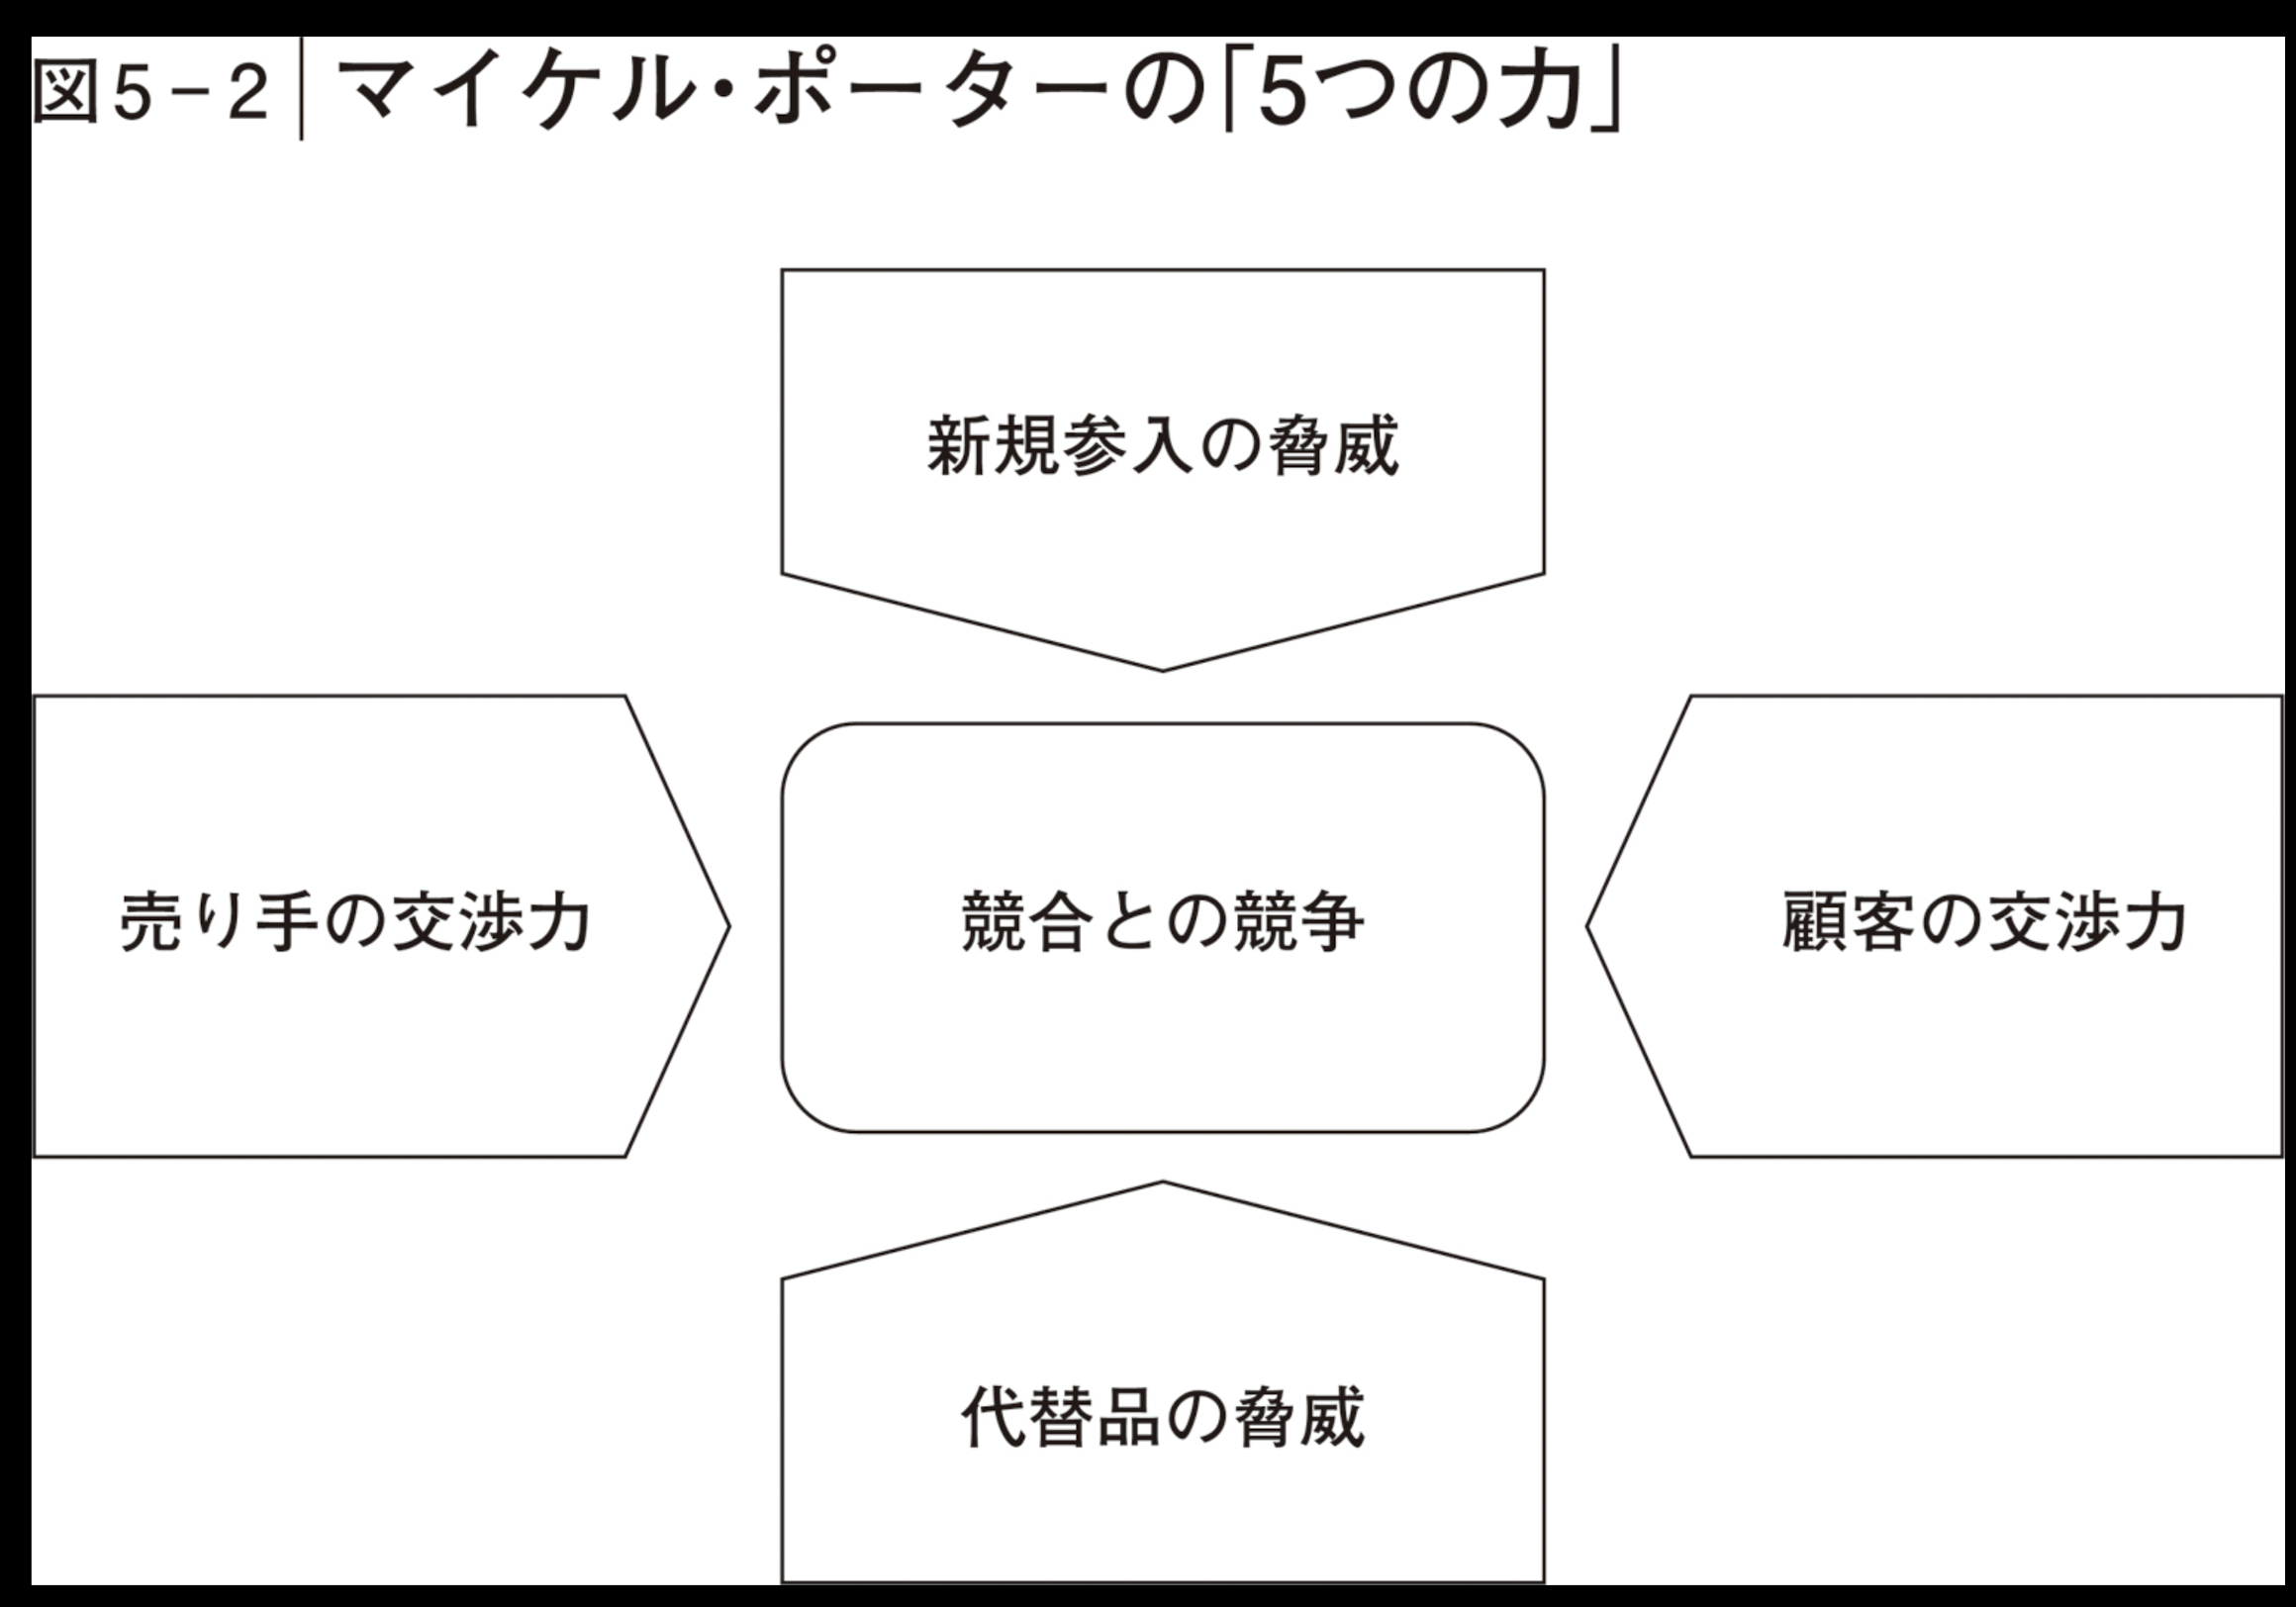 図5−2 マイケル・ポーターの「5つの力」
新規参入の脅威
売り手の交渉力
競合との競争
顧客の交渉力
代替品の脅威